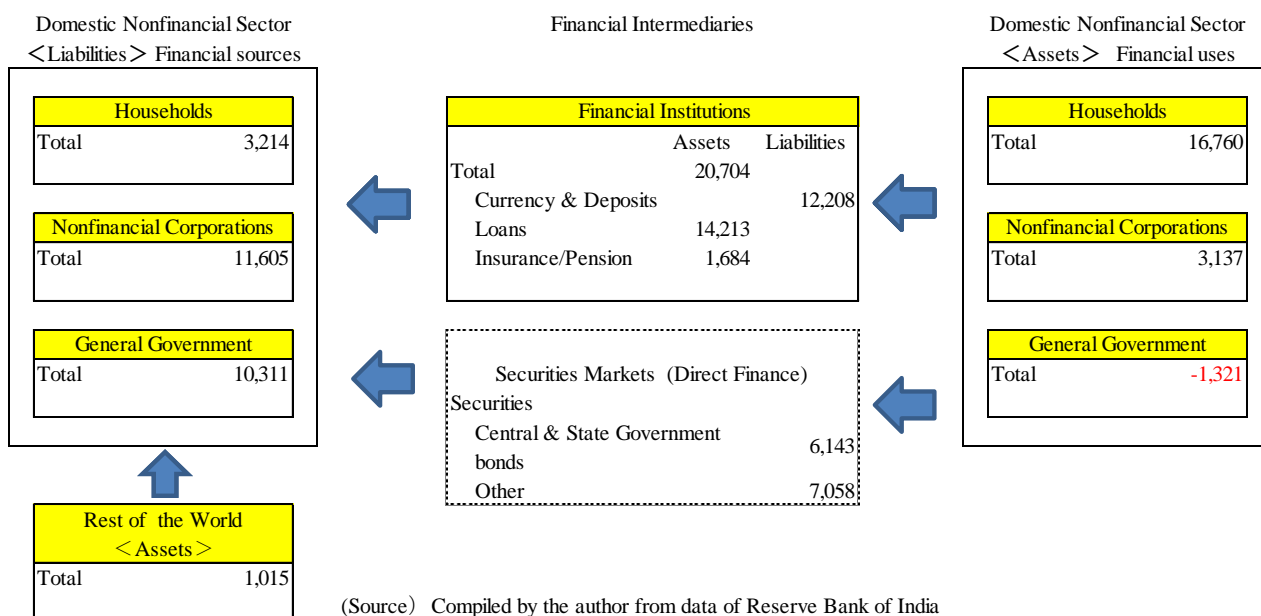 Domestic Nonfinancial Sector
＜Liabilities＞ Financial sources
Households
Total 3,214
Nonfinancial Corporations
Total 11,605
General Government
Total 10,311
Rest of the World
＜Assets＞
Total 1,015
Financial Intermediaries
Financial Institutions
Assets Liabilities
Total 20,704
Currency & Deposits 12,208
Loans 14,213
Insurance/Pension 1,684
Securities Markets (Direct Finance)
Securities
Central & State Government
bonds 6,143
Other 7,058
Domestic Nonfinancial Sector
＜Assets＞ Financial uses
Households
Total 16,760
Nonfinancial Corporations
Total 3,137
General Government
Total -1,321
(Source） Compiled by the author from data of Reserve Bank of India